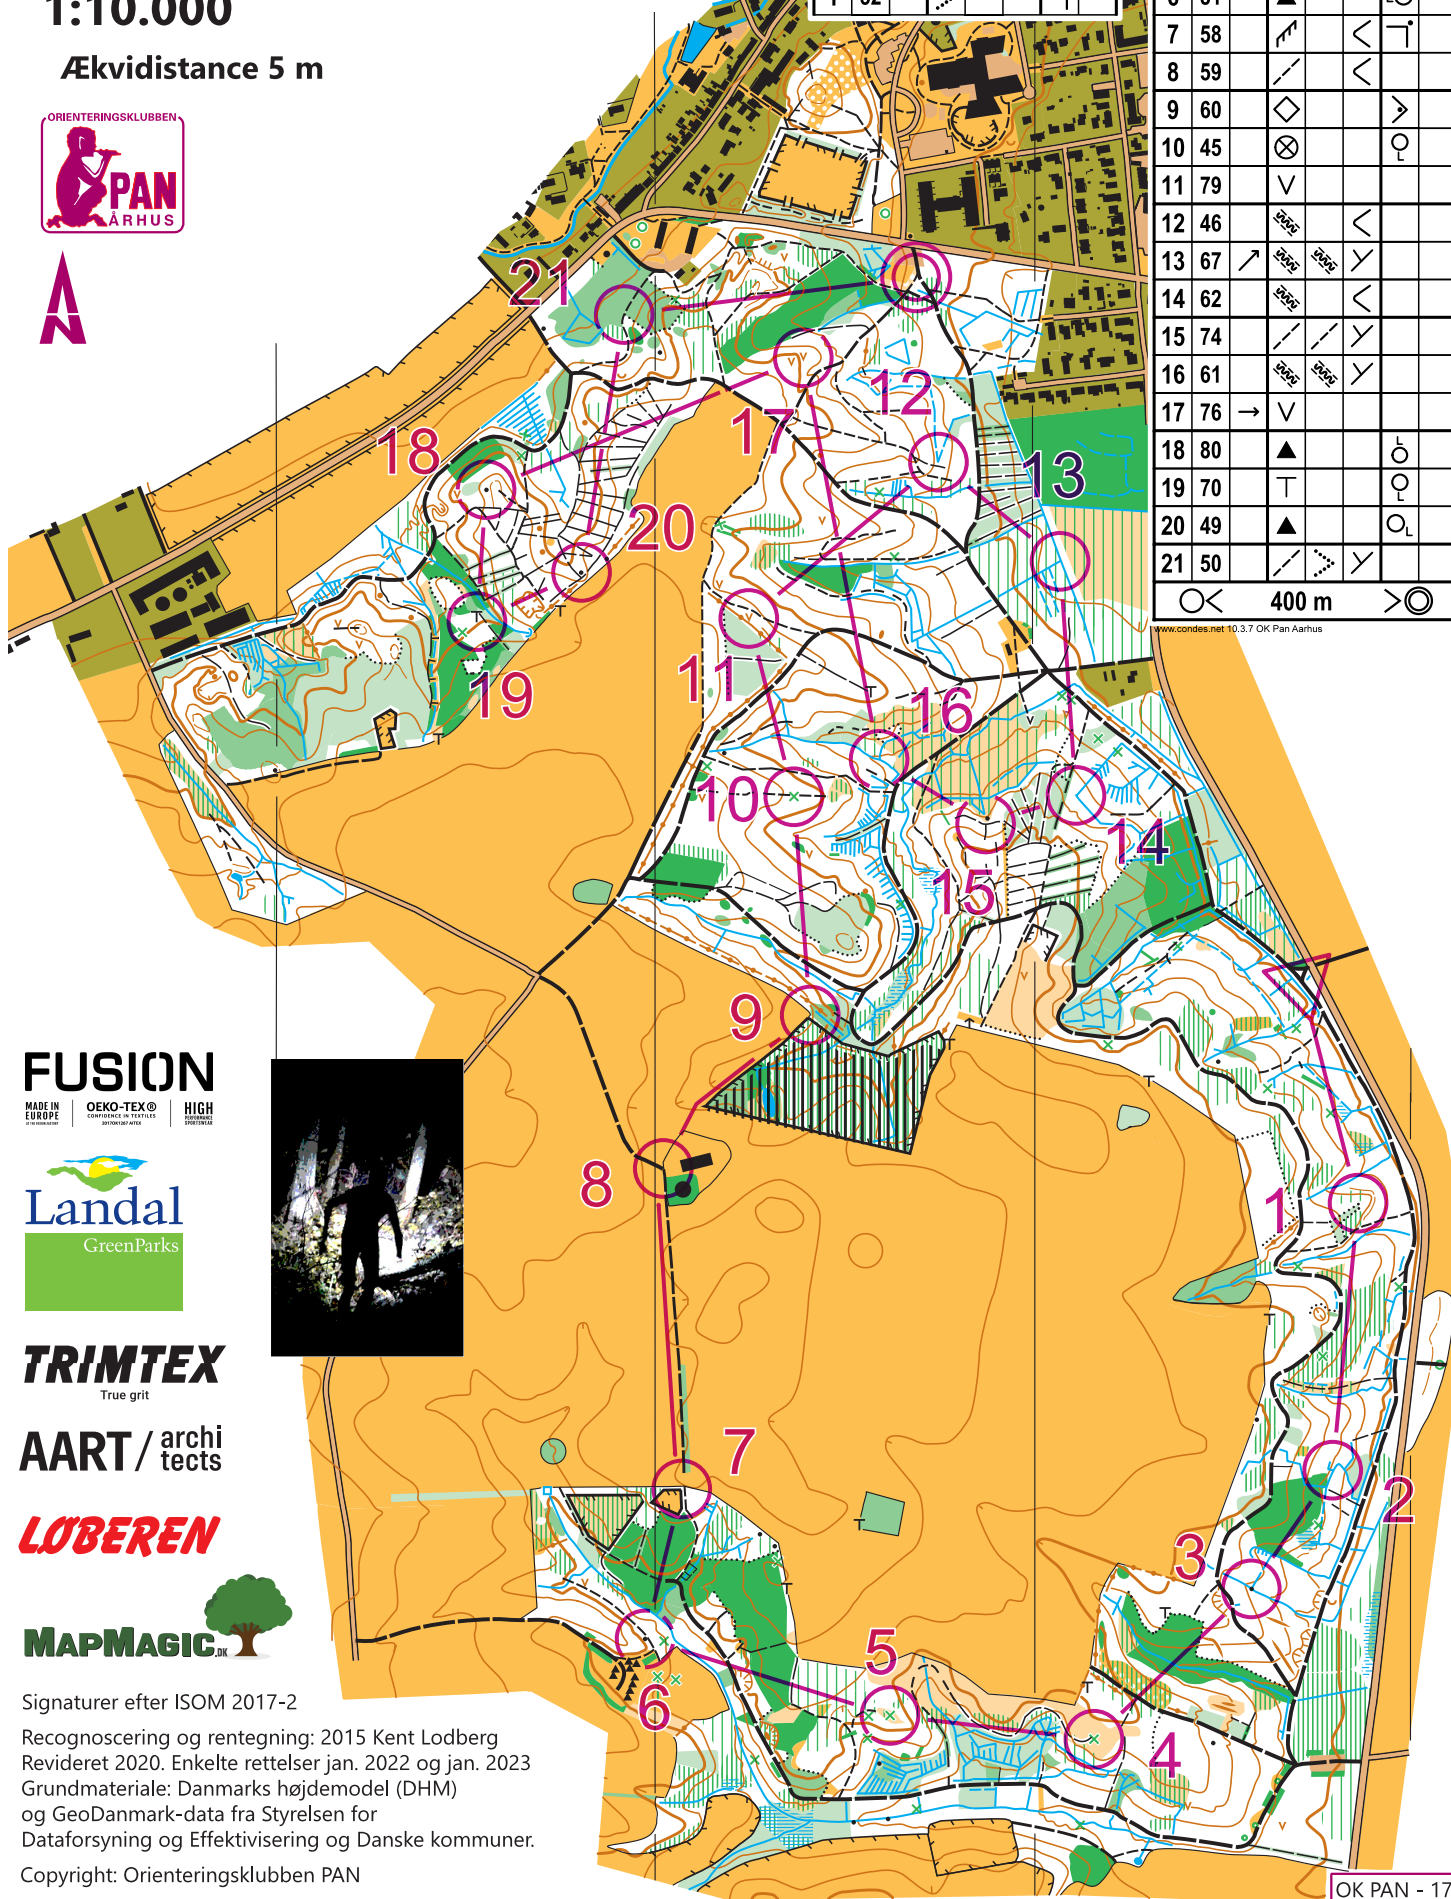 1:10.000
Ækvidistance 5 m
ORIENTERINGSKLUBBEN
PAN
ÅRHUS
N
7 58
8 59
9 60
10 45
11 79
12 46
13 67
14 62
15 74
16 61
17 76
18 80
19 70
20 49
21 50
400 m
www.condes.net 10.3.7 OK Pan Aarhus
21
12
17
18
13
20
11
19
16
10
14
15
9
8
1
7
2
3
5
6
4
FUSION
MADE IN EUROPE
OEKO-TEX®
CONFIDENCE IN TEXTILES
HIGH PERFORMANCE SPORTSWEAR
Landal
GreenParks
TRIMTEX
True grit
AART / archi
tects
LØBEREN
MAPMAGIC.DK
Signaturer efter ISOM 2017-2
Recognoscering og rentegning: 2015 Kent Lodberg
Revideret 2020. Enkelte rettelser jan. 2022 og jan. 2023
Grundmateriale: Danmarks højdemodel (DHM)
og GeoDanmark-data fra Styrelsen for
Dataforsyning og Effektivisering og Danske kommuner.
Copyright: Orienteringsklubben PAN
OK PAN - 17